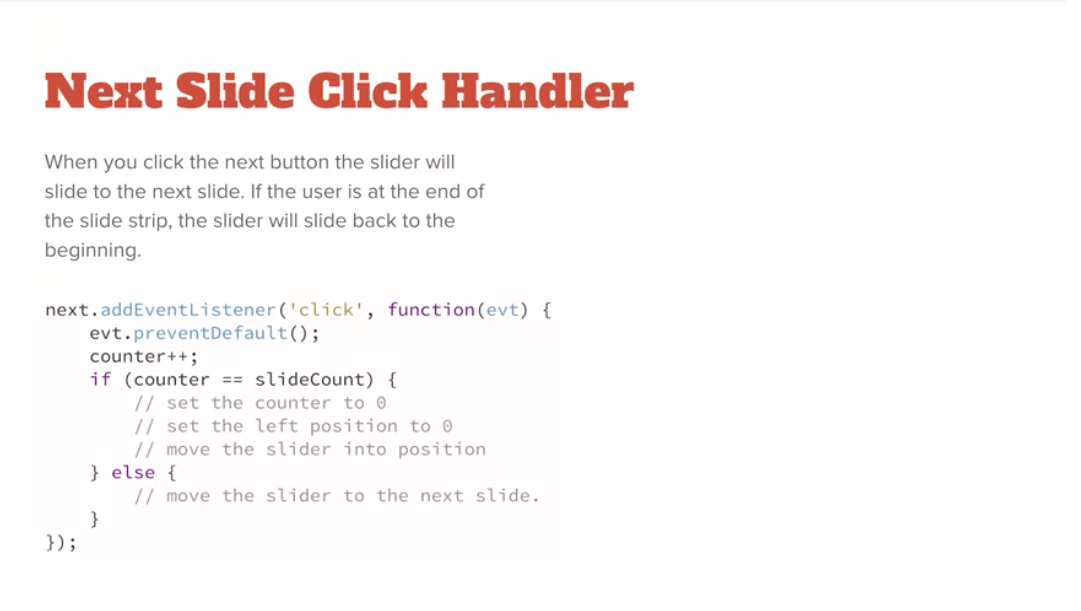 Next Slide Click Handler
When you click the next button the slider will
slide to the next slide. If the user is at the end of
the slide strip, the slider will slide back to the
beginning.
next.addEventListener('click', function(evt) {
    evt.preventDefault();
    counter++;
    if (counter == slideCount) {
        // set the counter to 0
        // set the left position to 0
        // move the slider into position
    } else {
        // move the slider to the next slide.
    }
});